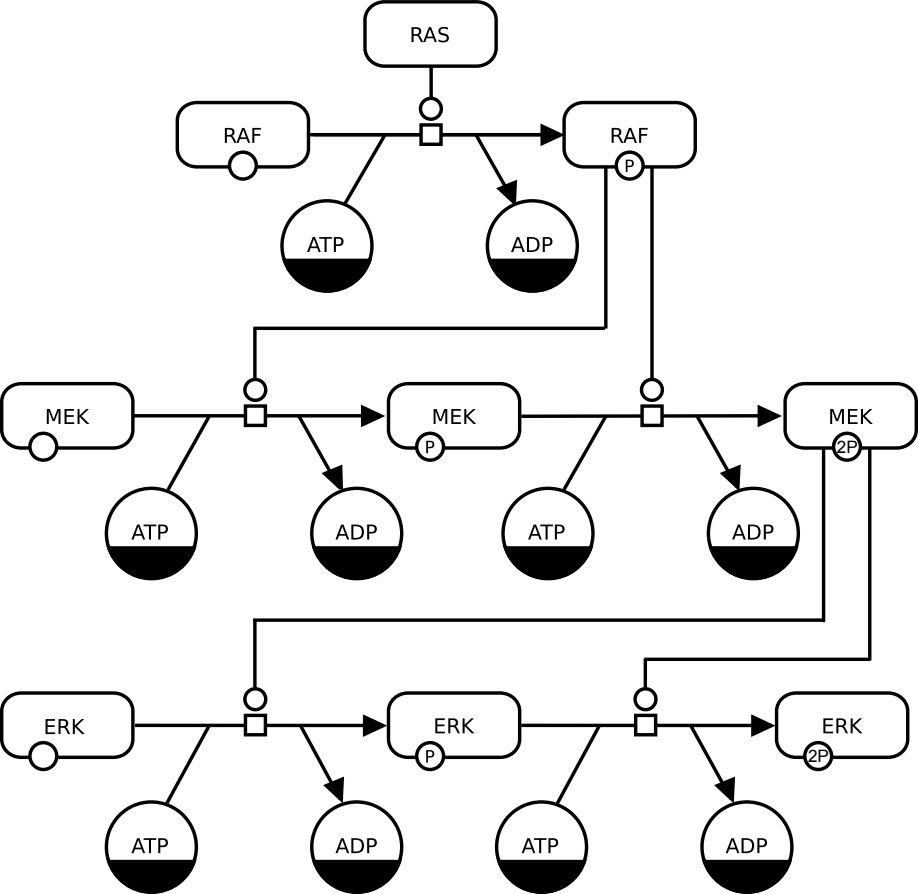 RAS
RAF
RAF
P
ATP
ADP
MEK
MEK
P
MEK
2P
ATP
ADP
ATP
ADP
ERK
ERK
P
ERK
2P
ATP
ADP
ATP
ADP